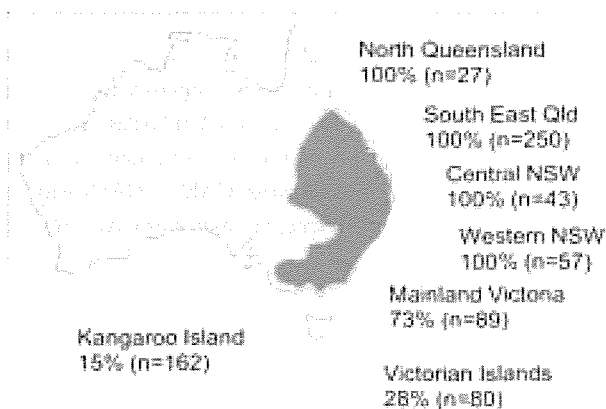 North Queensland
100% (n=27)
South East Qld
100% (n=250)
Central NSW
100% (n=43)
Western NSW
100% (n=57)
Mainland Victoria
73% (n=89)
Kangaroo Island
15% (n=162)
Victorian Islands
28% (n=80)